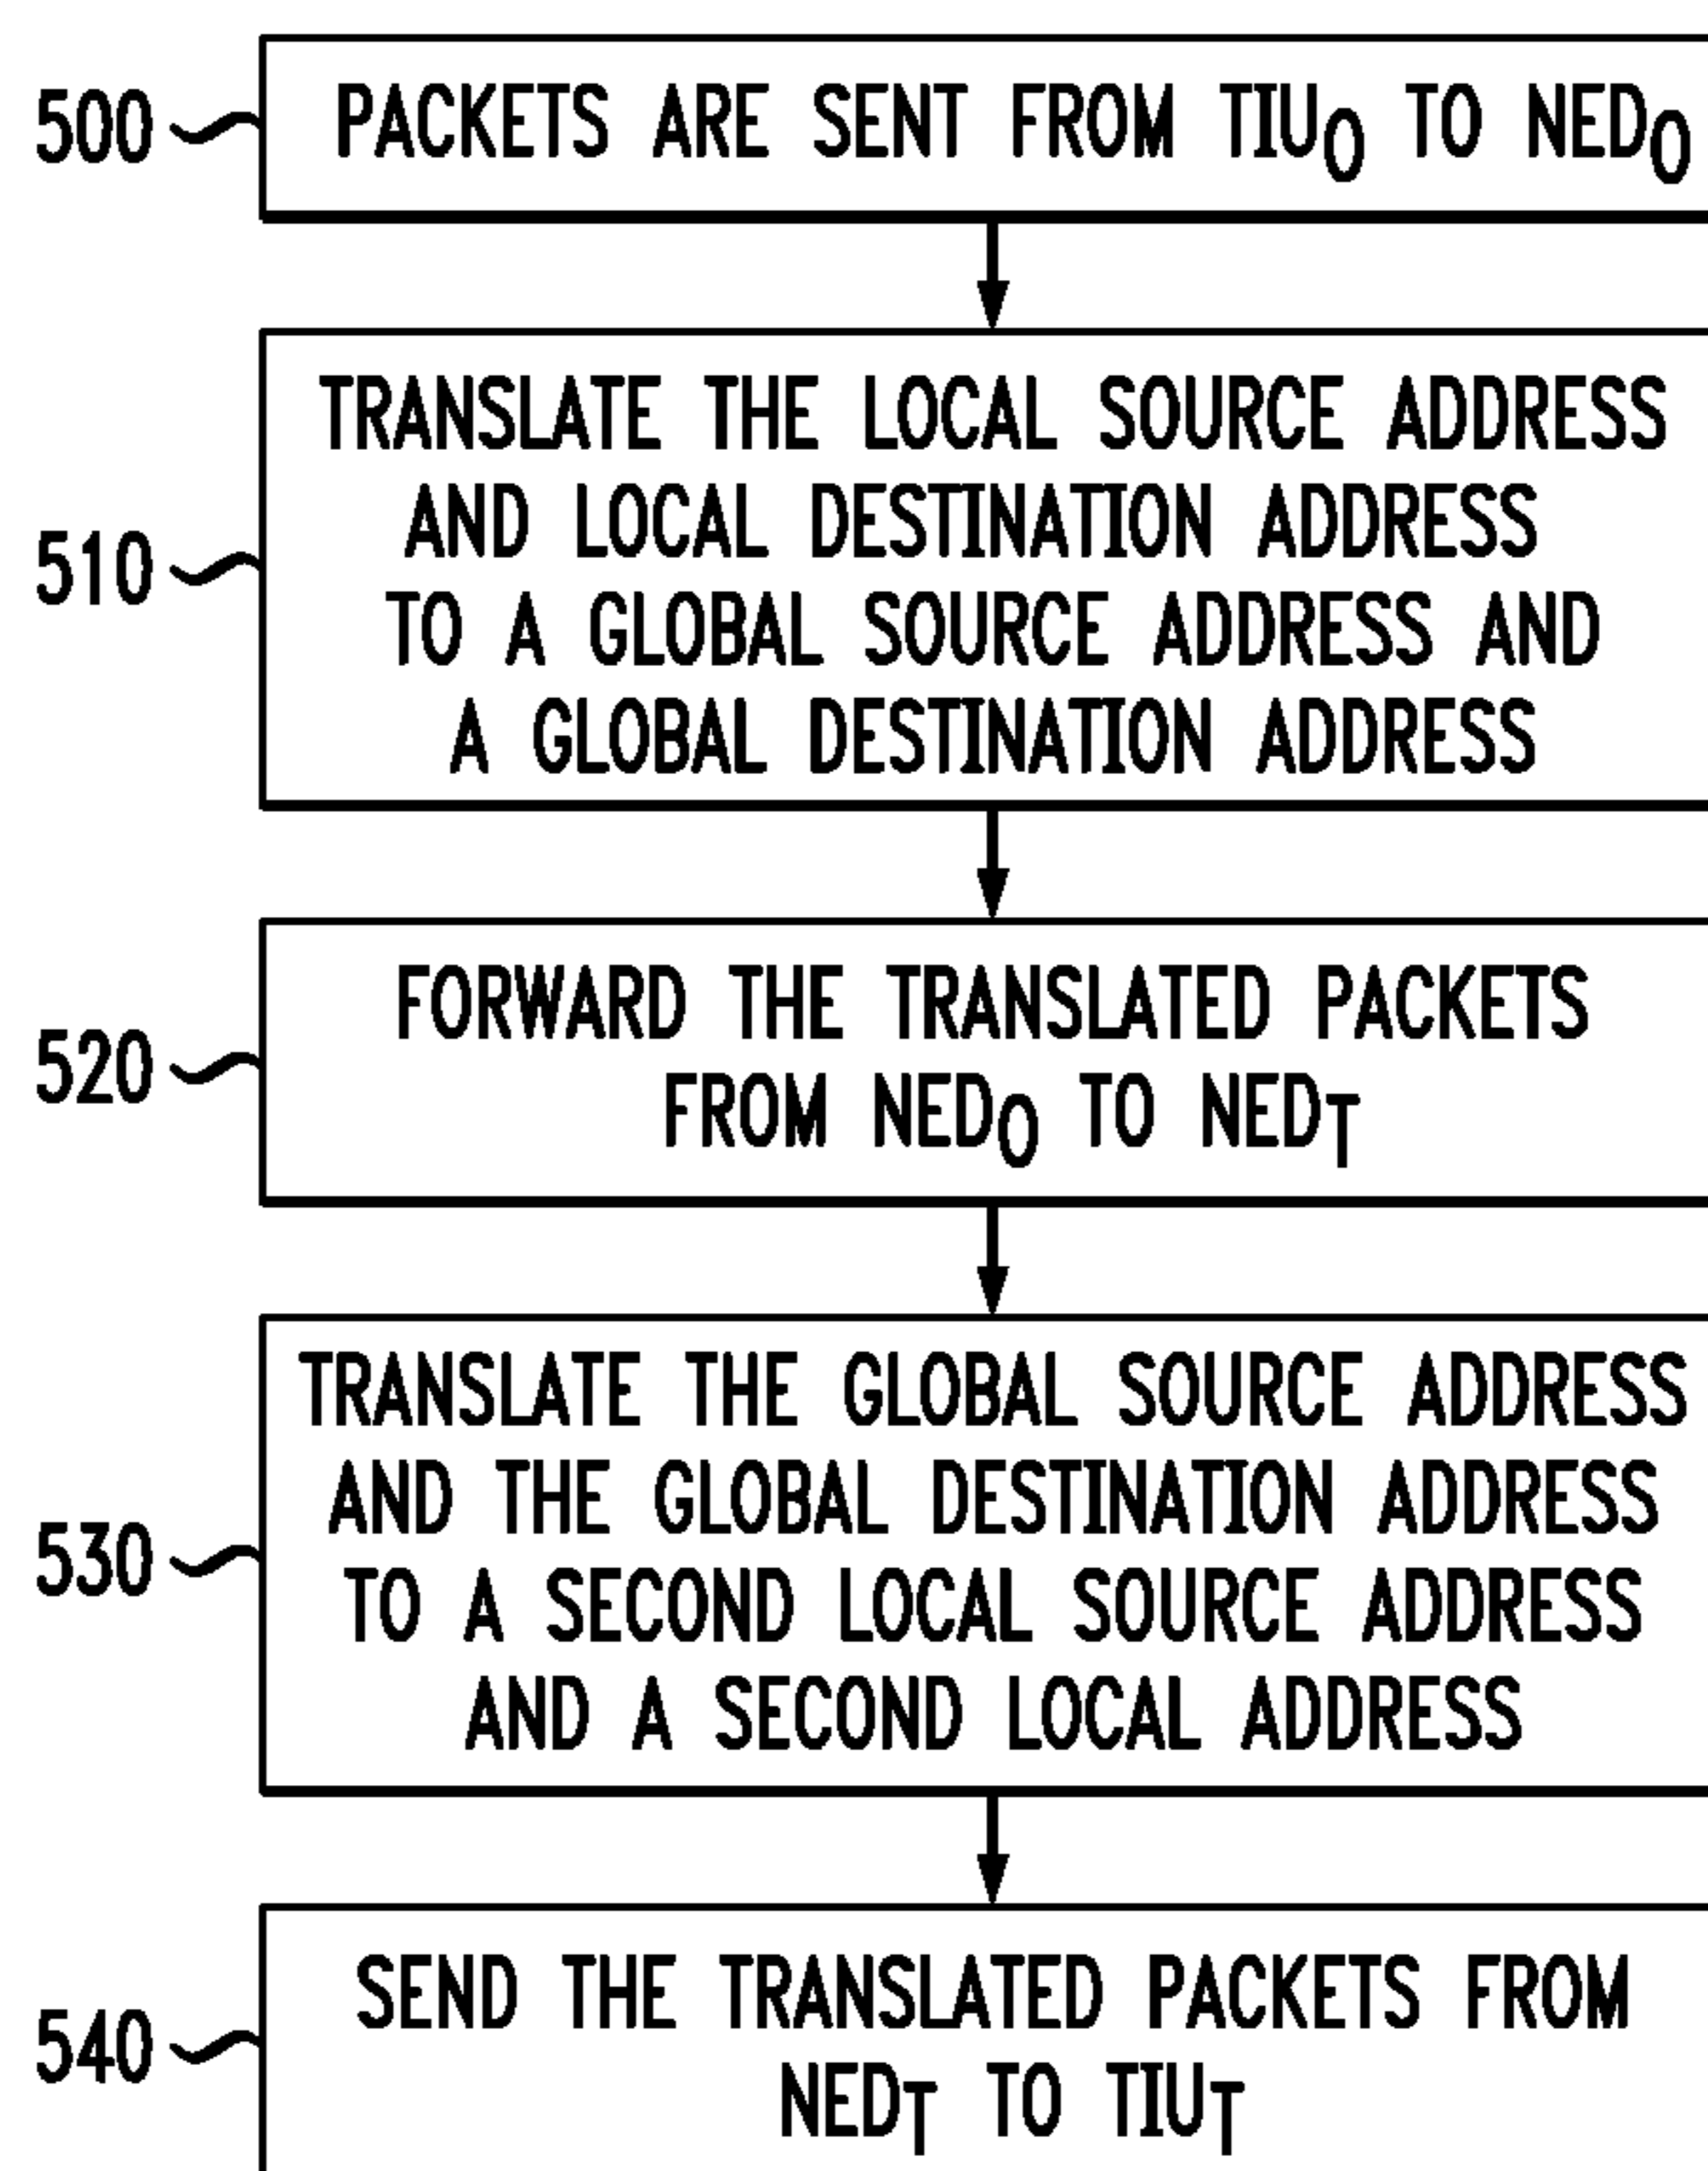 500
PACKETS ARE SENT FROM TIU₀ TO NED₀
510
TRANSLATE THE LOCAL SOURCE ADDRESS
AND LOCAL DESTINATION ADDRESS
TO A GLOBAL SOURCE ADDRESS AND
A GLOBAL DESTINATION ADDRESS
520
FORWARD THE TRANSLATED PACKETS
FROM NED₀ TO NEDT
530
TRANSLATE THE GLOBAL SOURCE ADDRESS
AND THE GLOBAL DESTINATION ADDRESS
TO A SECOND LOCAL SOURCE ADDRESS
AND A SECOND LOCAL ADDRESS
540
SEND THE TRANSLATED PACKETS FROM
NEDT TO TIUT